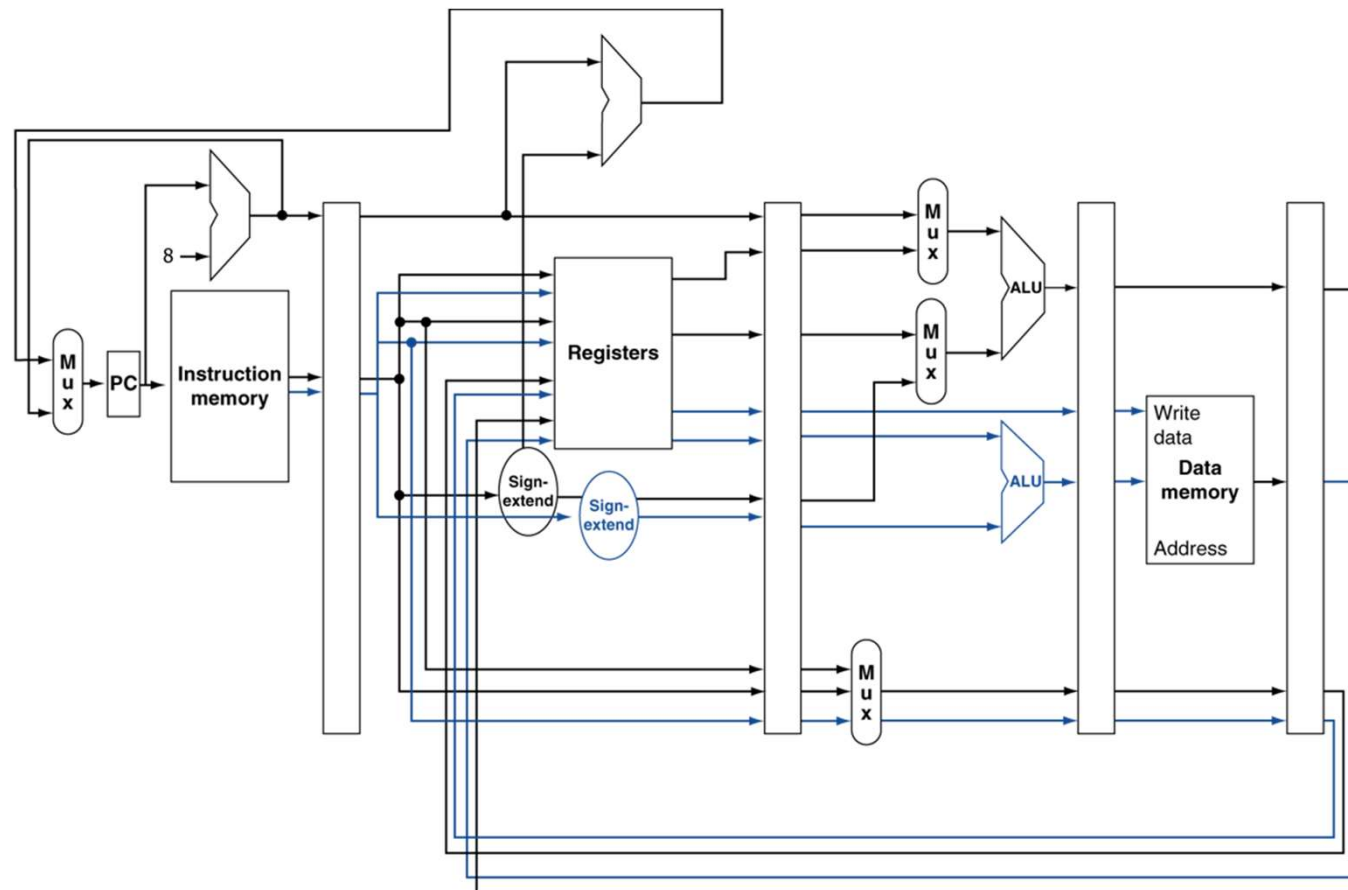 M
u
x
PC
8
Instruction
memory
Registers
Sign-
extend
Sign-
extend
M
u
x
M
u
x
ALU
ALU
M
u
x
Write
data
Data
memory
Address